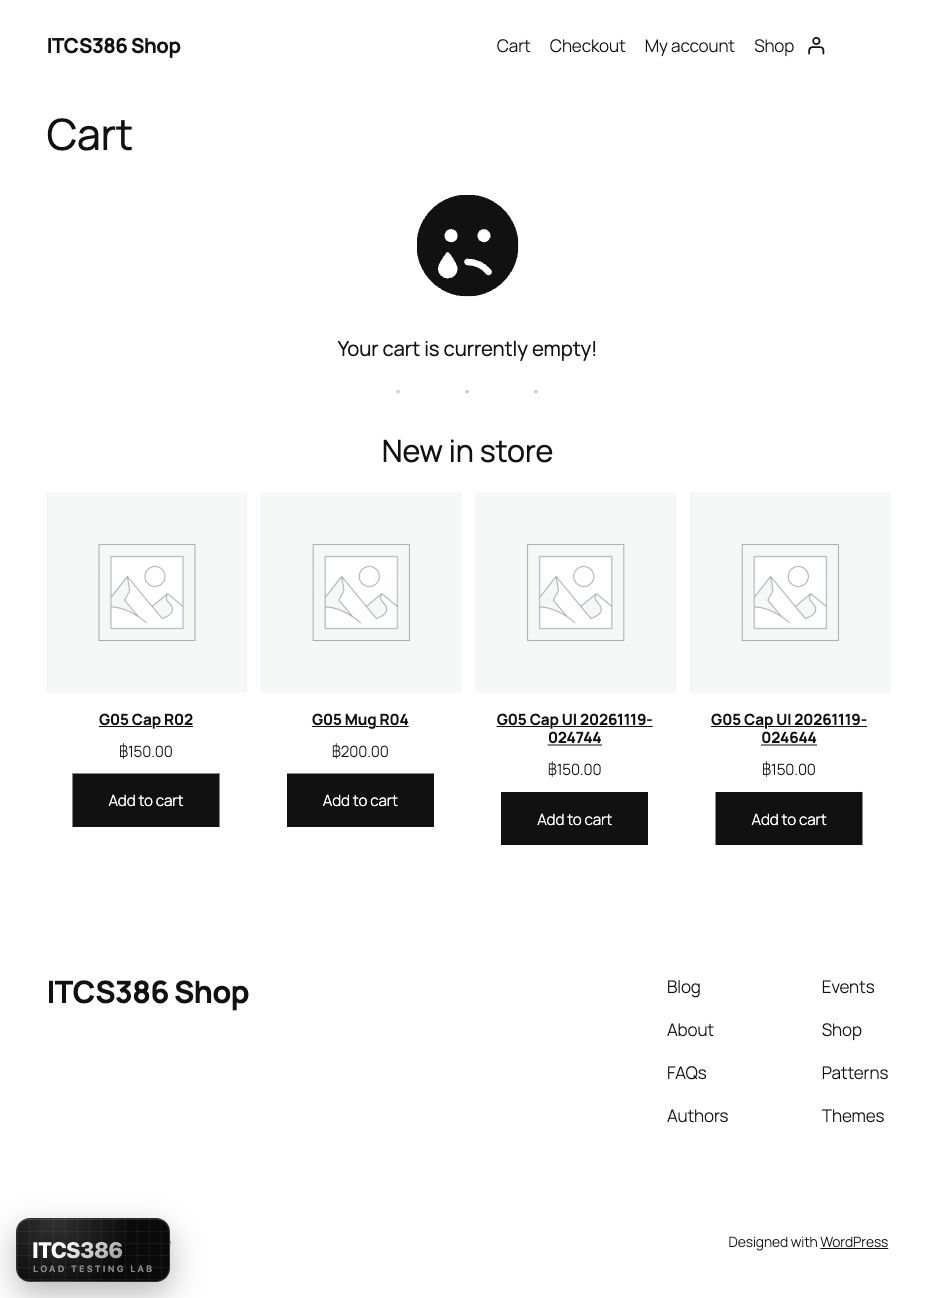 ITCS386 Shop
Cart
Checkout
My account
Shop
Cart
Your cart is currently empty!
New in store
G05 Cap R02
฿150.00
Add to cart
G05 Mug R04
฿200.00
Add to cart
G05 Cap UI 20261119-
024744
฿150.00
Add to cart
G05 Cap UI 20261119-
024644
฿150.00
Add to cart
ITCS386 Shop
Blog
About
FAQs
Authors
Events
Shop
Patterns
Themes
Designed with WordPress
ITCS386
LOAD TESTING LAB